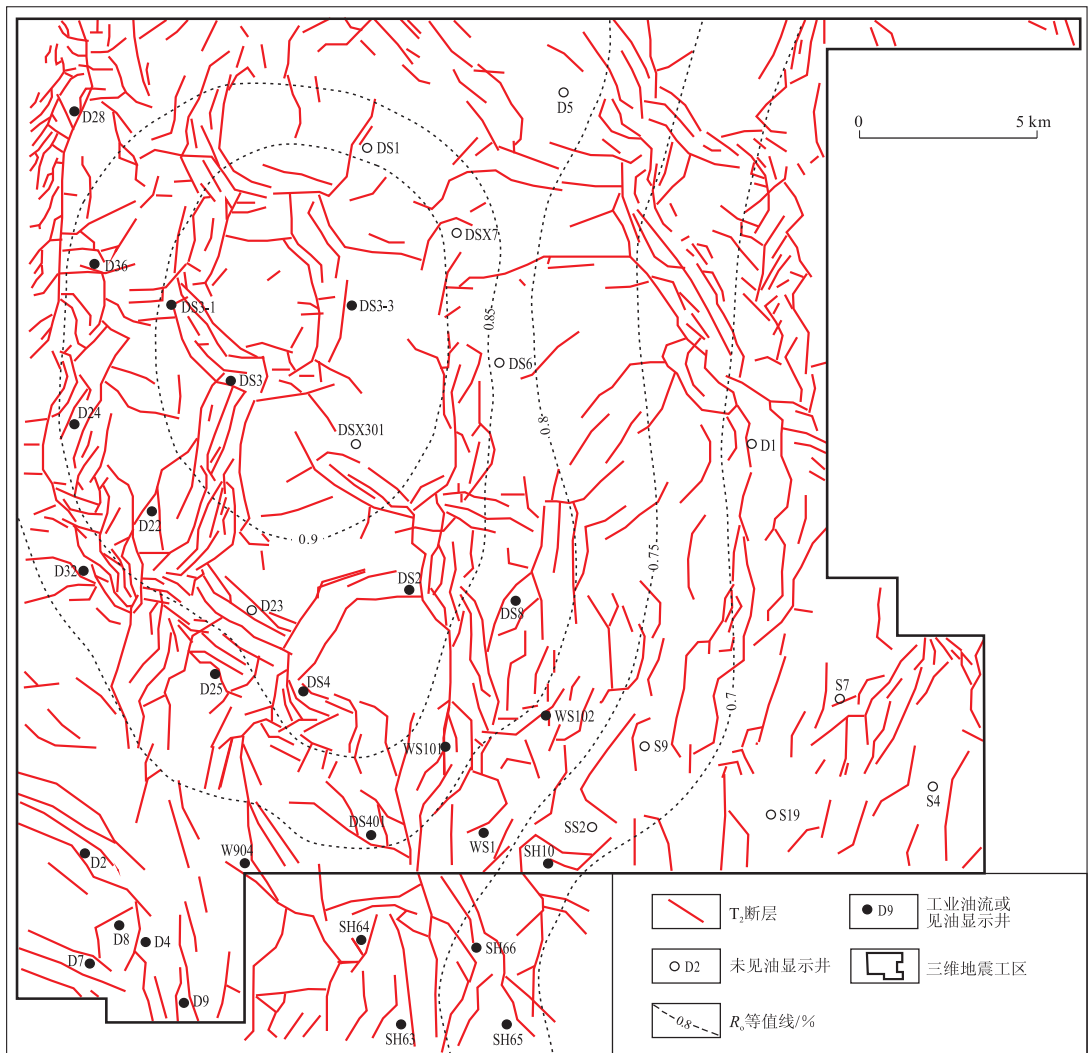 D5
D28
0
5 km
DS1
DSX7
D36
DS3-1
DS3-3
0.85
DS6
DS3
D24
0.8
DSX301
D1
D22
0.9
0.75
D32
DS2
D23
DS8
D25
DS4
S7
0.7
WS102
WS101
S9
S4
DS401
WS1
SS2
S19
D2
W904
SH10
T₂断层
D9 工业油流或
见油显示井
D8
D4
SH64
SH66
D2 未见油显示井
三维地震工区
D7
D9
SH63
SH65
0.8 Rₒ等值线/%